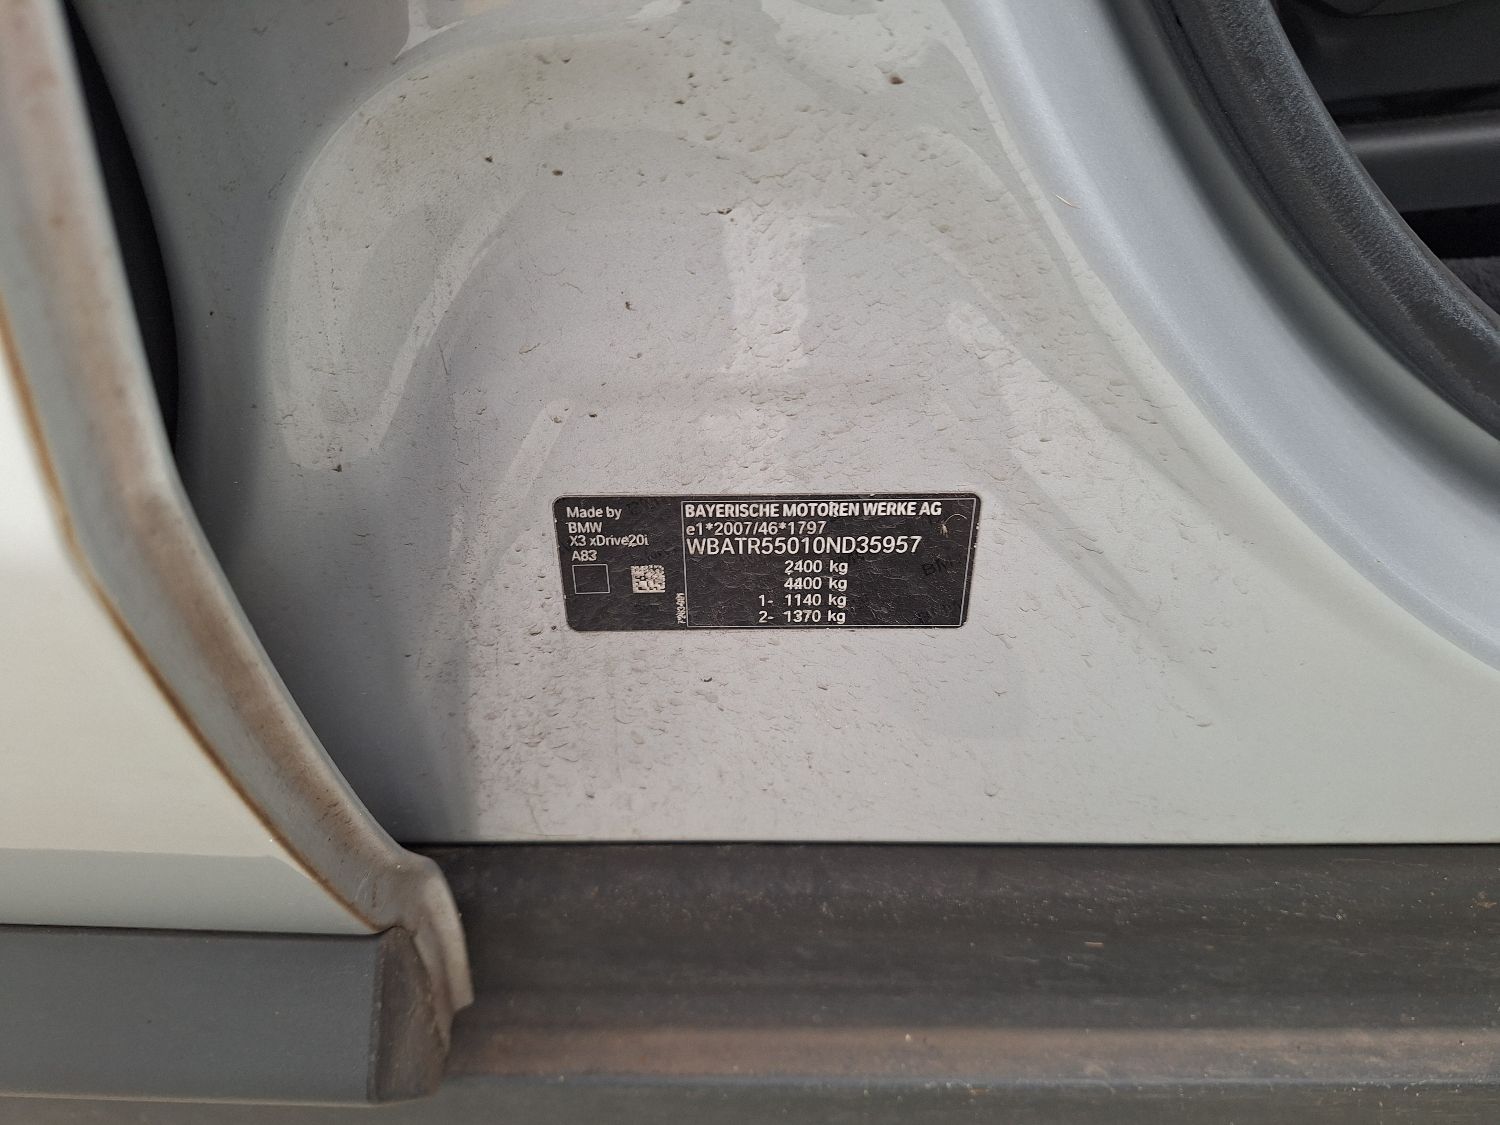 Made by
BMW
X3 xDrive20i
A83
BAYERISCHE MOTOREN WERKE AG
e1*2007/46*1797
WBATR55010ND35957
2400 kg
4400 kg
1- 1140 kg
2- 1370 kg